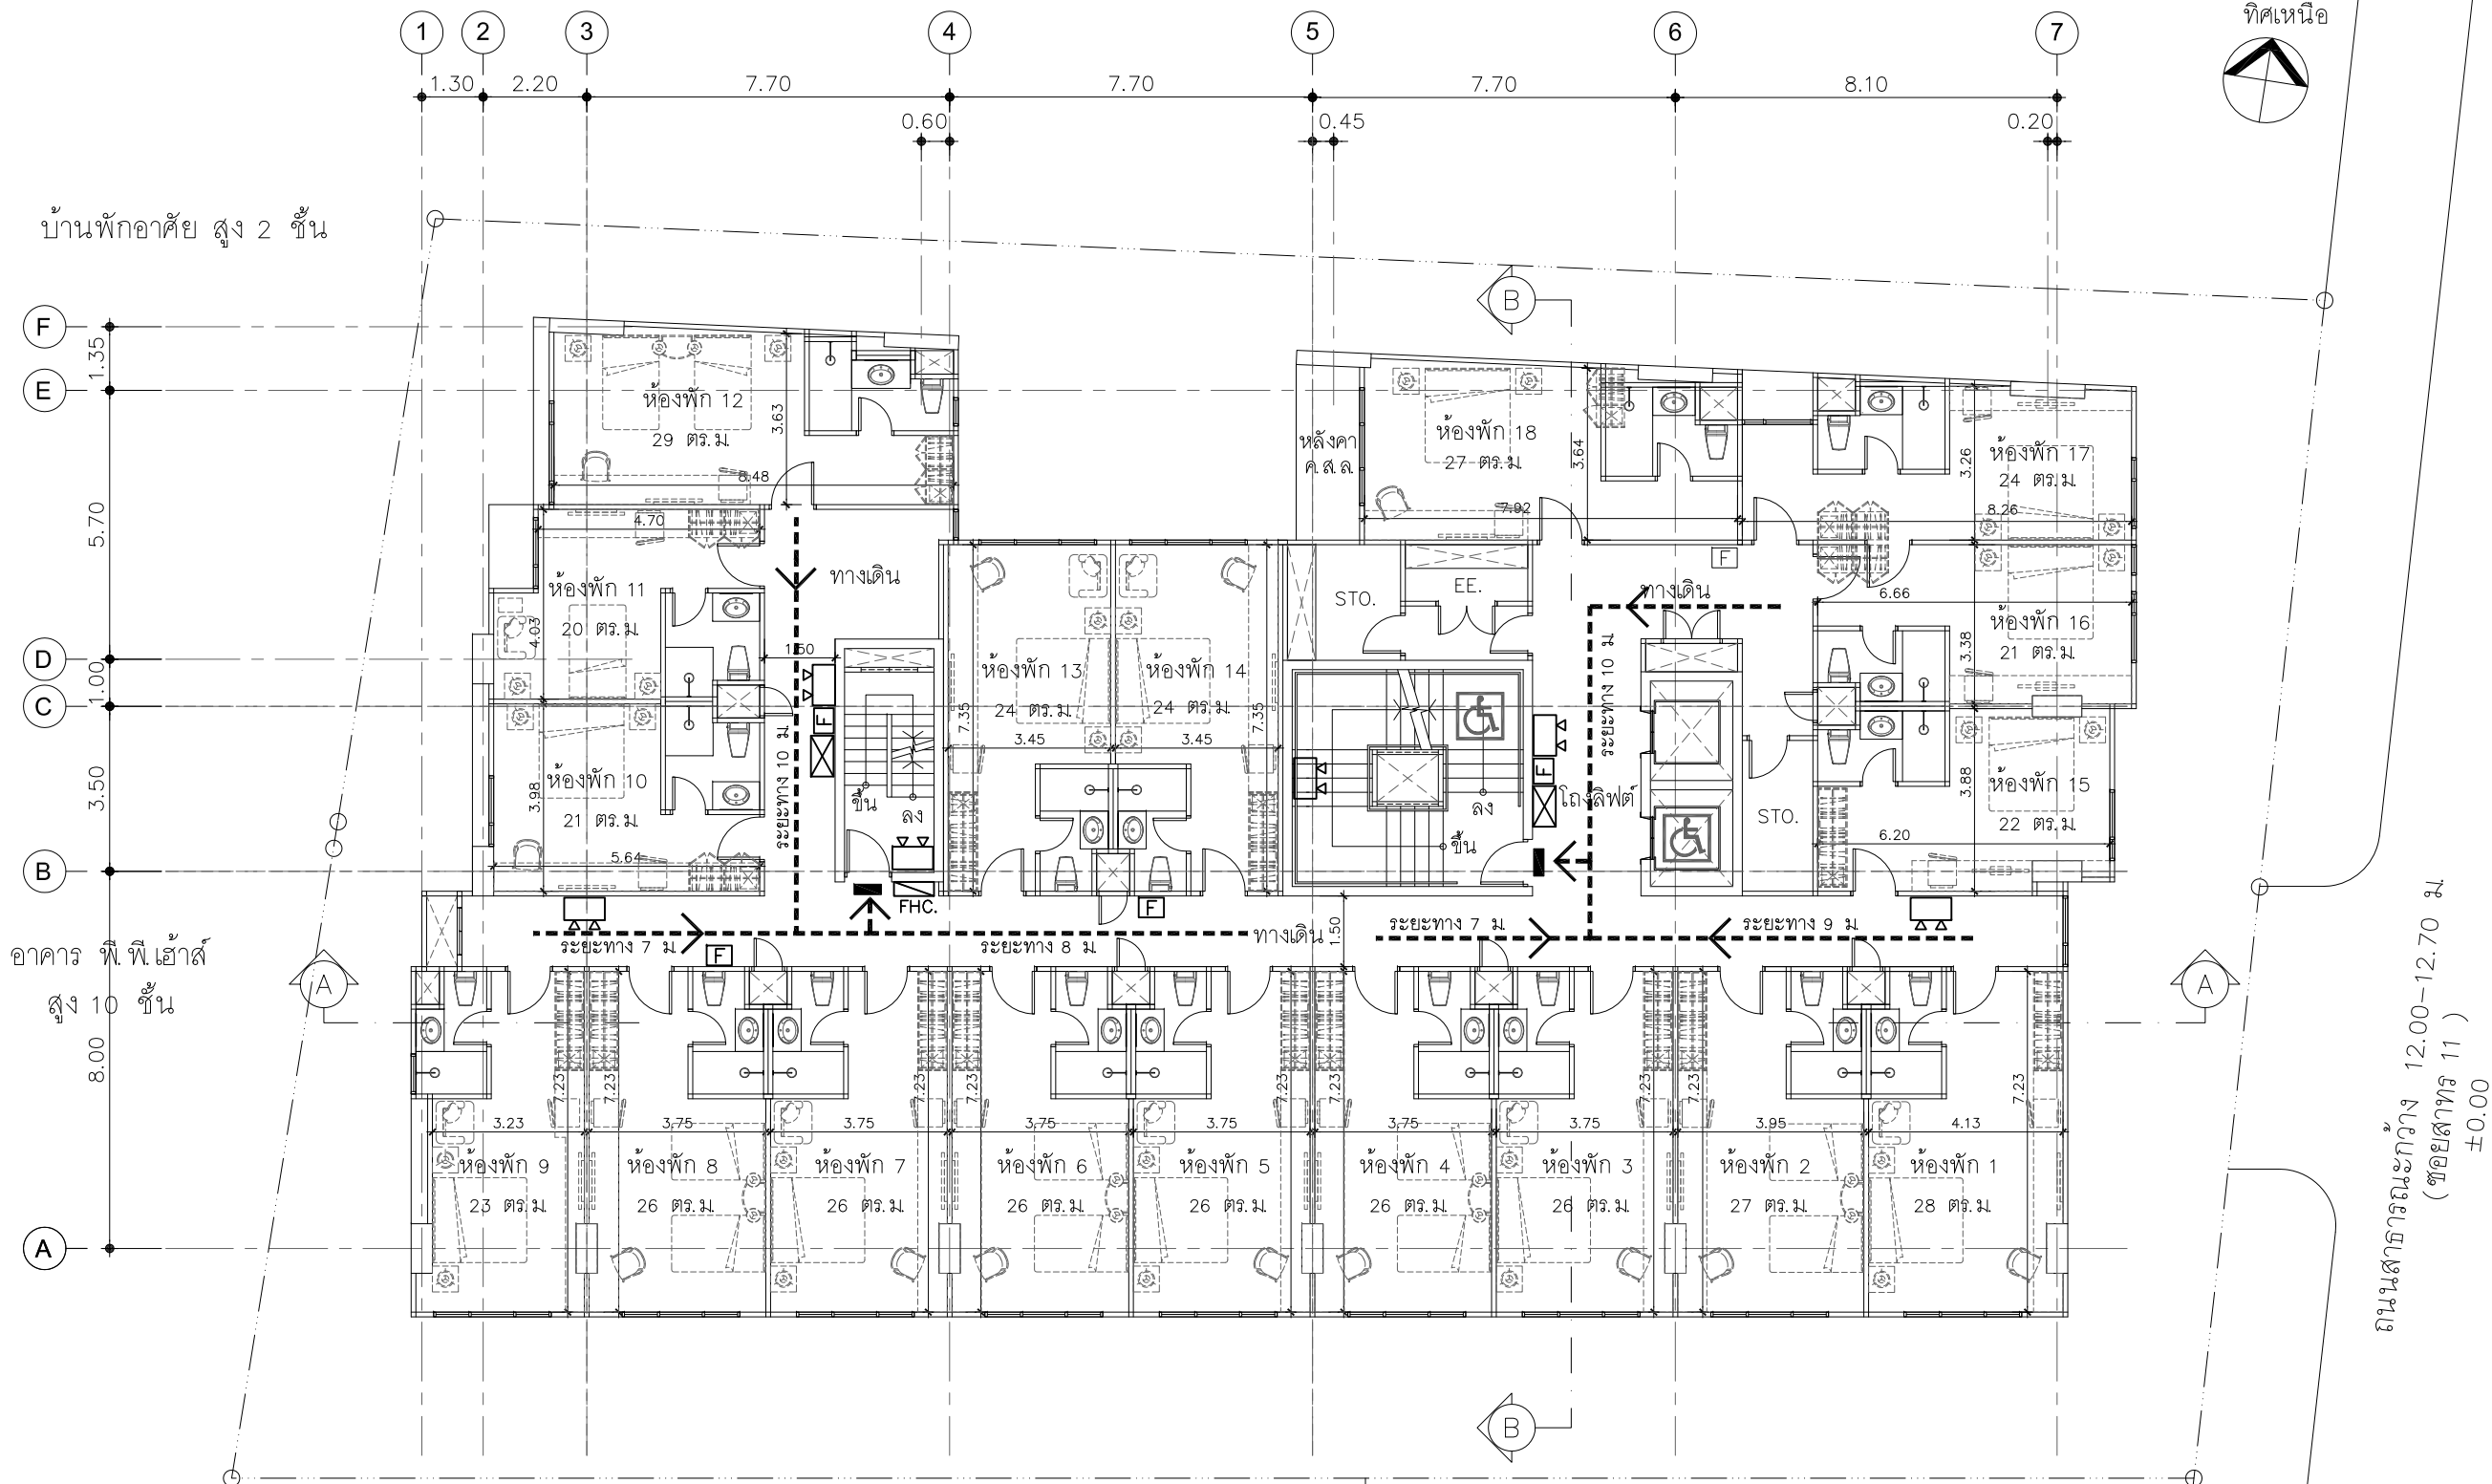 ทิศเหนือ
1 2 3 4 5 6 7
1.30 2.20 7.70 7.70 7.70 8.10
0.60 0.45 0.20
บ้านพักอาศัย สูง 2 ชั้น
B
F
1.35
E
5.70
D
1.00
C
3.50
B
8.00
A
ห้องพัก 12
29 ตร.ม.
3.63
8.48
หลังคา
ค.ส.ล.
ห้องพัก 18
27 ตร.ม.
3.64
7.92
ห้องพัก 17
24 ตร.ม.
3.26
8.26
4.70
ห้องพัก 11
20 ตร.ม.
4.03
ทางเดิน
1.50
F
ห้องพัก 10
21 ตร.ม.
3.98
5.64
ระยะทาง 10 ม.
ขึ้น
ลง
FHC.
ห้องพัก 13
24 ตร.ม.
7.35
3.45
ห้องพัก 14
24 ตร.ม.
7.35
3.45
F
STO.
EE.
ลง
ขึ้น
F
F
ทางเดิน
ระยะทาง 10 ม.
โถงลิฟต์
STO.
6.66
ห้องพัก 16
21 ตร.ม.
3.38
ห้องพัก 15
22 ตร.ม.
3.88
6.20
ระยะทาง 7 ม.
F
ระยะทาง 8 ม.
ทางเดิน
1.50
ระยะทาง 7 ม.
ระยะทาง 9 ม.
อาคาร พี.พี.เฮ้าส์
สูง 10 ชั้น
A
A
7.23 7.23 7.23 7.23 7.23 7.23 7.23 7.23 7.23
3.23 3.75 3.75 3.75 3.75 3.75 3.75 3.95 4.13
ห้องพัก 9 ห้องพัก 8 ห้องพัก 7 ห้องพัก 6 ห้องพัก 5 ห้องพัก 4 ห้องพัก 3 ห้องพัก 2 ห้องพัก 1
23 ตร.ม. 26 ตร.ม. 26 ตร.ม. 26 ตร.ม. 26 ตร.ม. 26 ตร.ม. 26 ตร.ม. 27 ตร.ม. 28 ตร.ม.
B
ถนนสาธารณะกว้าง 12.00-12.70 ม.
(ซอยสาทร 11 )
±0.00